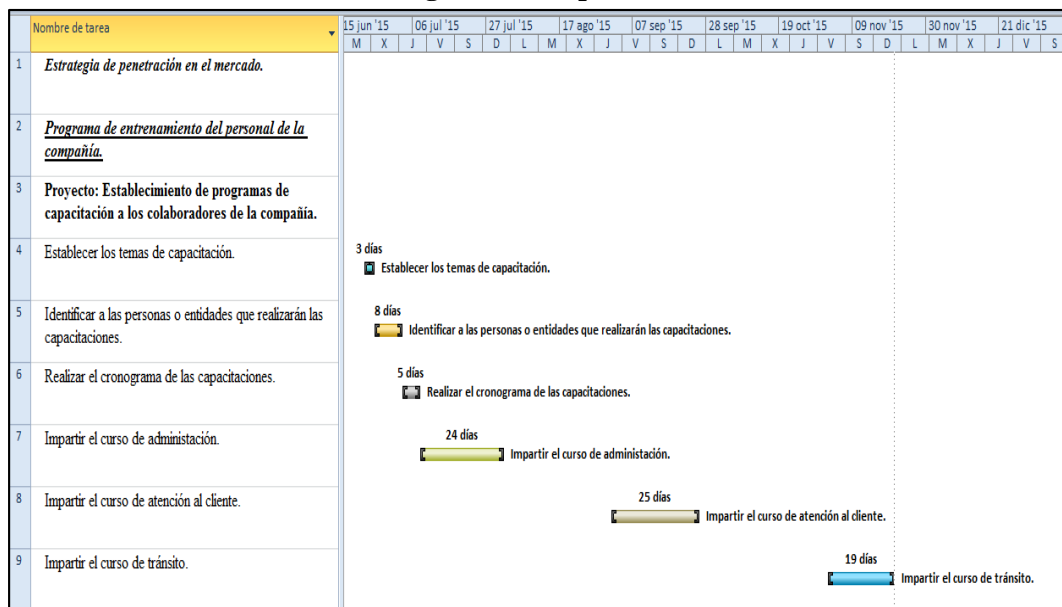 Nombre de tarea
15 jun '15 06 jul '15 27 jul '15 17 ago '15 07 sep '15 28 sep '15 19 oct '15 09 nov '15 30 nov '15 21 dic '15
M X J V S D L M X J V S D L M X J V S D L M X J V S
1 Estrategia de penetración en el mercado.
2 Programa de entrenamiento del personal de la
compañía.
3 Proyecto: Establecimiento de programas de
capacitación a los colaboradores de la compañía.
4 Establecer los temas de capacitación.
3 días
Establecer los temas de capacitación.
5 Identificar a las personas o entidades que realizarán las
capacitaciones.
8 días
Identificar a las personas o entidades que realizarán las capacitaciones.
6 Realizar el cronograma de las capacitaciones.
5 días
Realizar el cronograma de las capacitaciones.
7 Impartir el curso de administación.
24 días
Impartir el curso de administación.
8 Impartir el curso de atención al cliente.
25 días
Impartir el curso de atención al cliente.
9 Impartir el curso de tránsito.
19 días
Impartir el curso de tránsito.